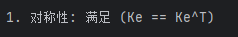 1. 对称性: 满足 (Ke == Ke^T)